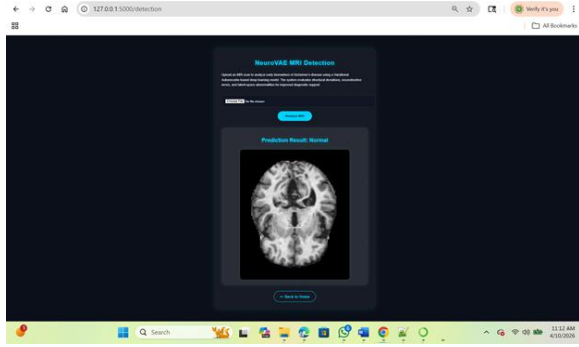 127.0.0.1:5000/detection
Verify it's you
All Bookmarks
NeuroVAE MRI Detection
Upload an MRI scan to analyze early biomarkers of Alzheimer's disease using a Variational
Autoencoder-based deep learning model. The system evaluates structural deviations, reconstruction
errors, and latent space abnormalities for improved diagnostic support.
Choose File No file chosen
Analyze MRI
Prediction Result: Normal
← Back to Home
Search
11:12 AM
4/10/2026